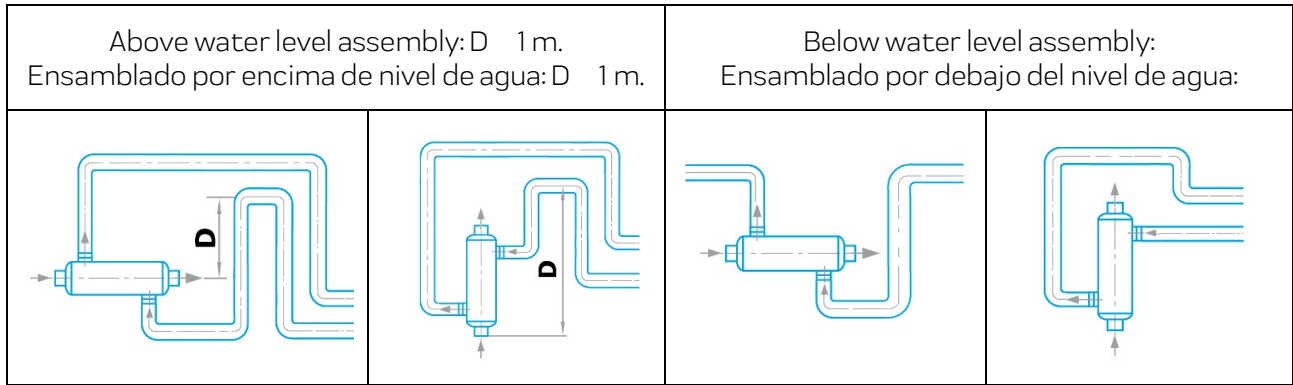 Above water level assembly: D 1 m.
Ensamblado por encima de nivel de agua: D 1 m.
Below water level assembly:
Ensamblado por debajo del nivel de agua:
D
D